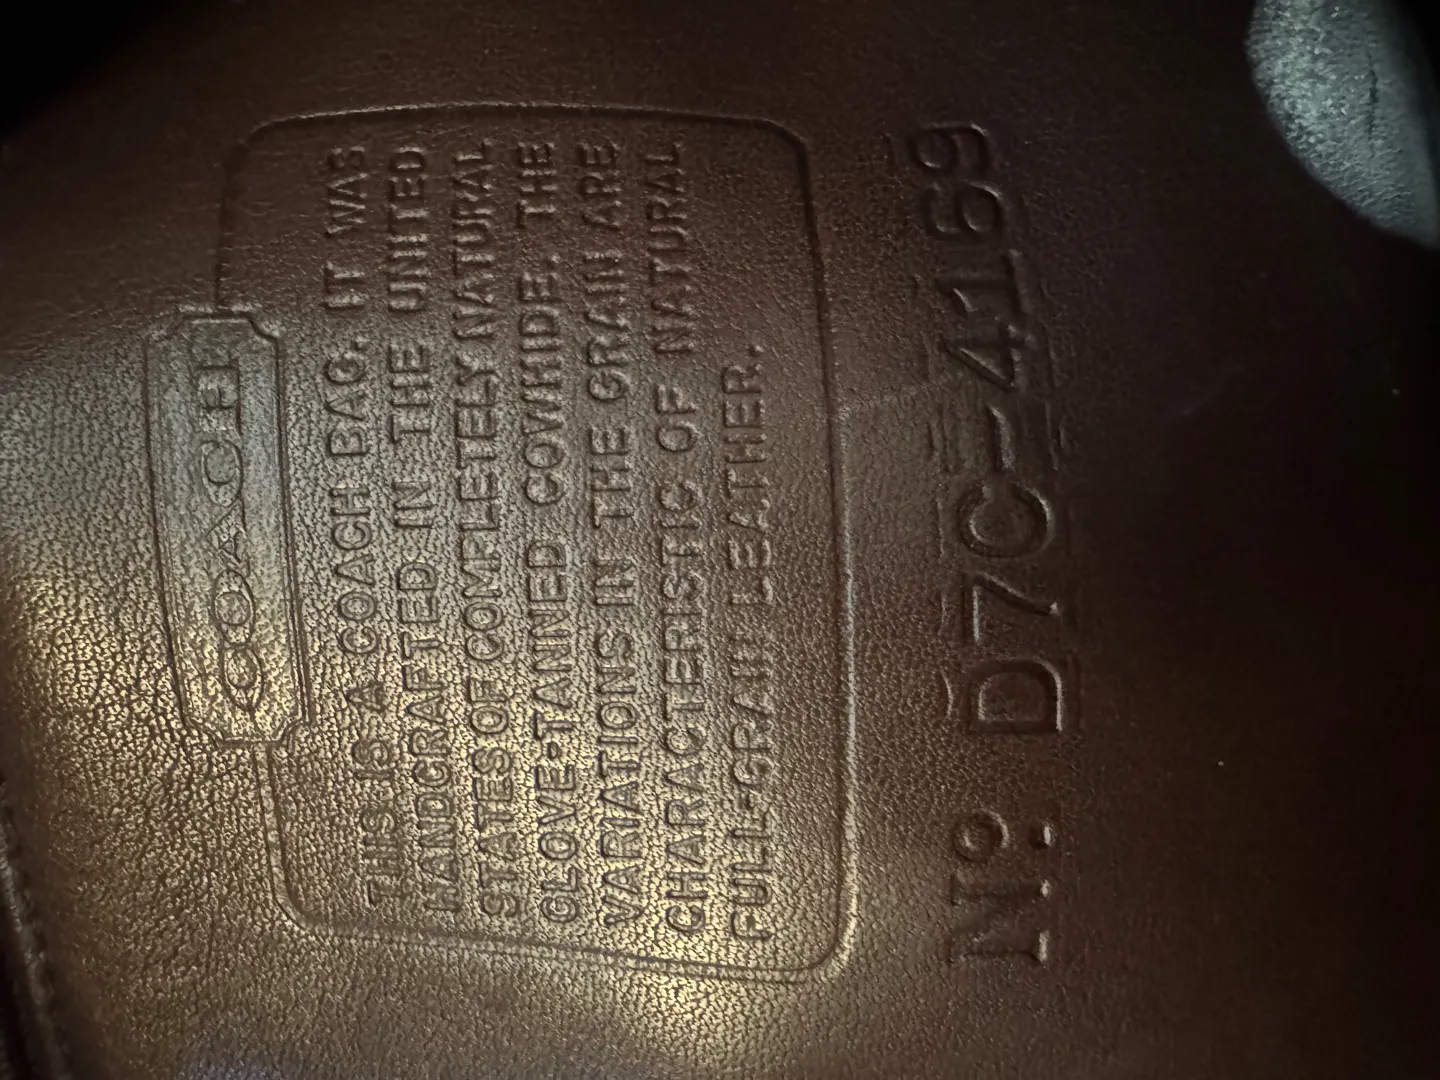 COACH
THIS IS A COACH BAG. IT WAS
HANDCRAFTED IN THE UNITED
STATES OF COMPLETELY NATURAL
GLOVE-TANNED COWHIDE. THE
VARIATIONS IN THE GRAIN ARE
CHARACTERISTIC OF NATURAL
FULL-GRAIN LEATHER.
Nº D7C-4169